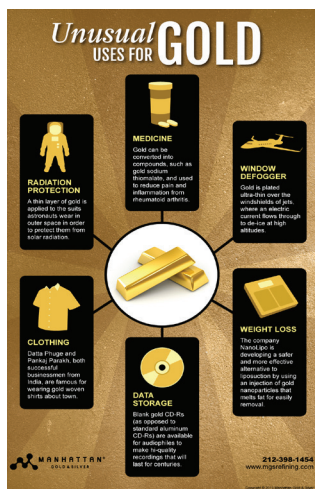 Unusual
USES FOR GOLD
MEDICINE
Gold can be
converted into
compounds, such as
gold sodium
thiomalate, and used
to reduce pain and
inflammation from
rheumatoid arthritis.
RADIATION
PROTECTION
A thin layer of gold is
applied to the suits
astronauts wear in
outer space in order
to protect them from
solar radiation.
WINDOW
DEFOGGER
Gold is plated
ultra-thin over the
windshields of jets,
where an electric
current flows through
to de-ice at high
altitudes.
CLOTHING
Datta Phuge and
Pankaj Parakh, both
successful
businessmen from
India, are famous for
wearing gold woven
shirts about town.
WEIGHT LOSS
The company
NanoLipo is
developing a safer
and more effective
alternative to
liposuction by using
an injection of gold
nanoparticles that
melts fat for easily
removal.
DATA
STORAGE
Blank gold CD-Rs
(as opposed to
standard aluminum
CD-Rs) are available
for audiophiles to
make hi-quality
recordings that will
last for centuries.
MANHATTAN
GOLD & SILVER
212-398-1454
www.mgsrefining.com